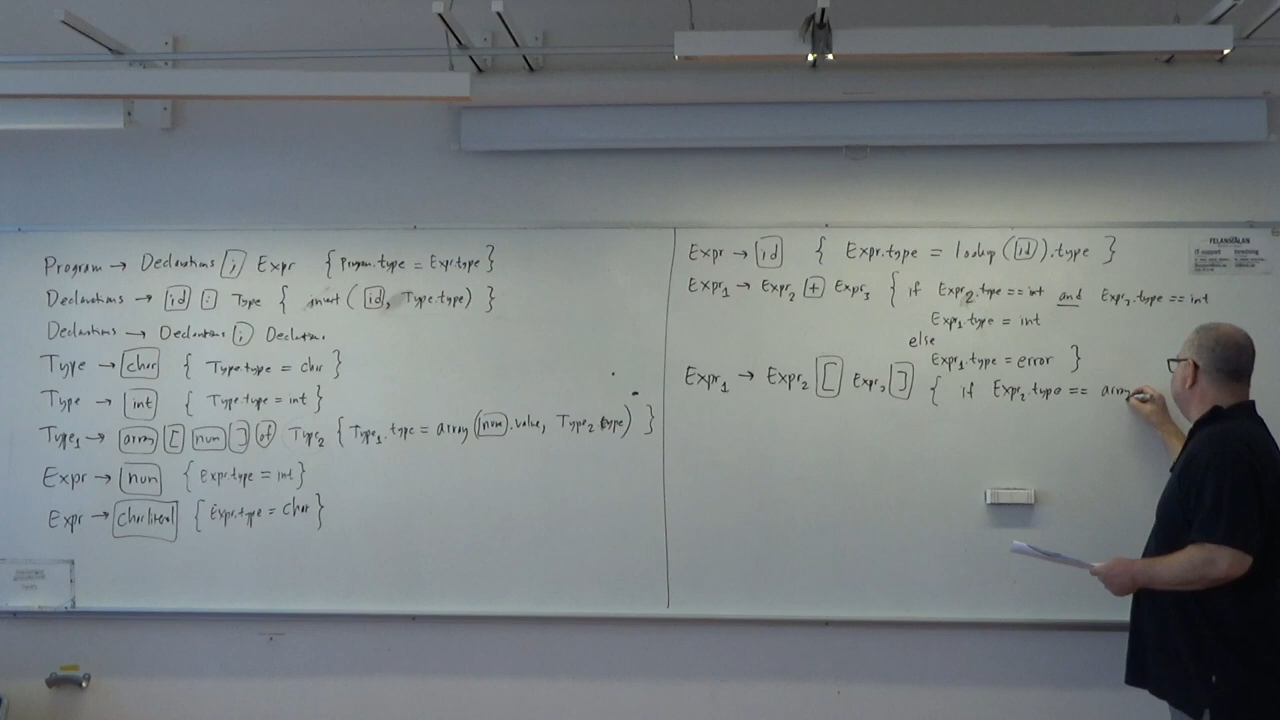 Program → Declarations ; Expr { Program.type = Expr.type }
Declarations → id : Type { insert ( id , Type.type) }
Declarations → Declarations ; Declarations
Type → char { Type.type = char }
Type → int { Type.type = int }
Type1 → array [ num ] of Type2 { Type1.type = array ( num .value, Type2.type) }
Expr → num { Expr.type = int }
Expr → charliteral { Expr.type = char }
Expr → id { Expr.type = lookup ( id ).type }
Expr1 → Expr2 + Expr3 { if Expr2.type == int and Expr3.type == int
Expr1.type = int
else
Expr1.type = error }
Expr1 → Expr2 [ Expr3 ] { if Expr2.type == array
FELANMÄLAN